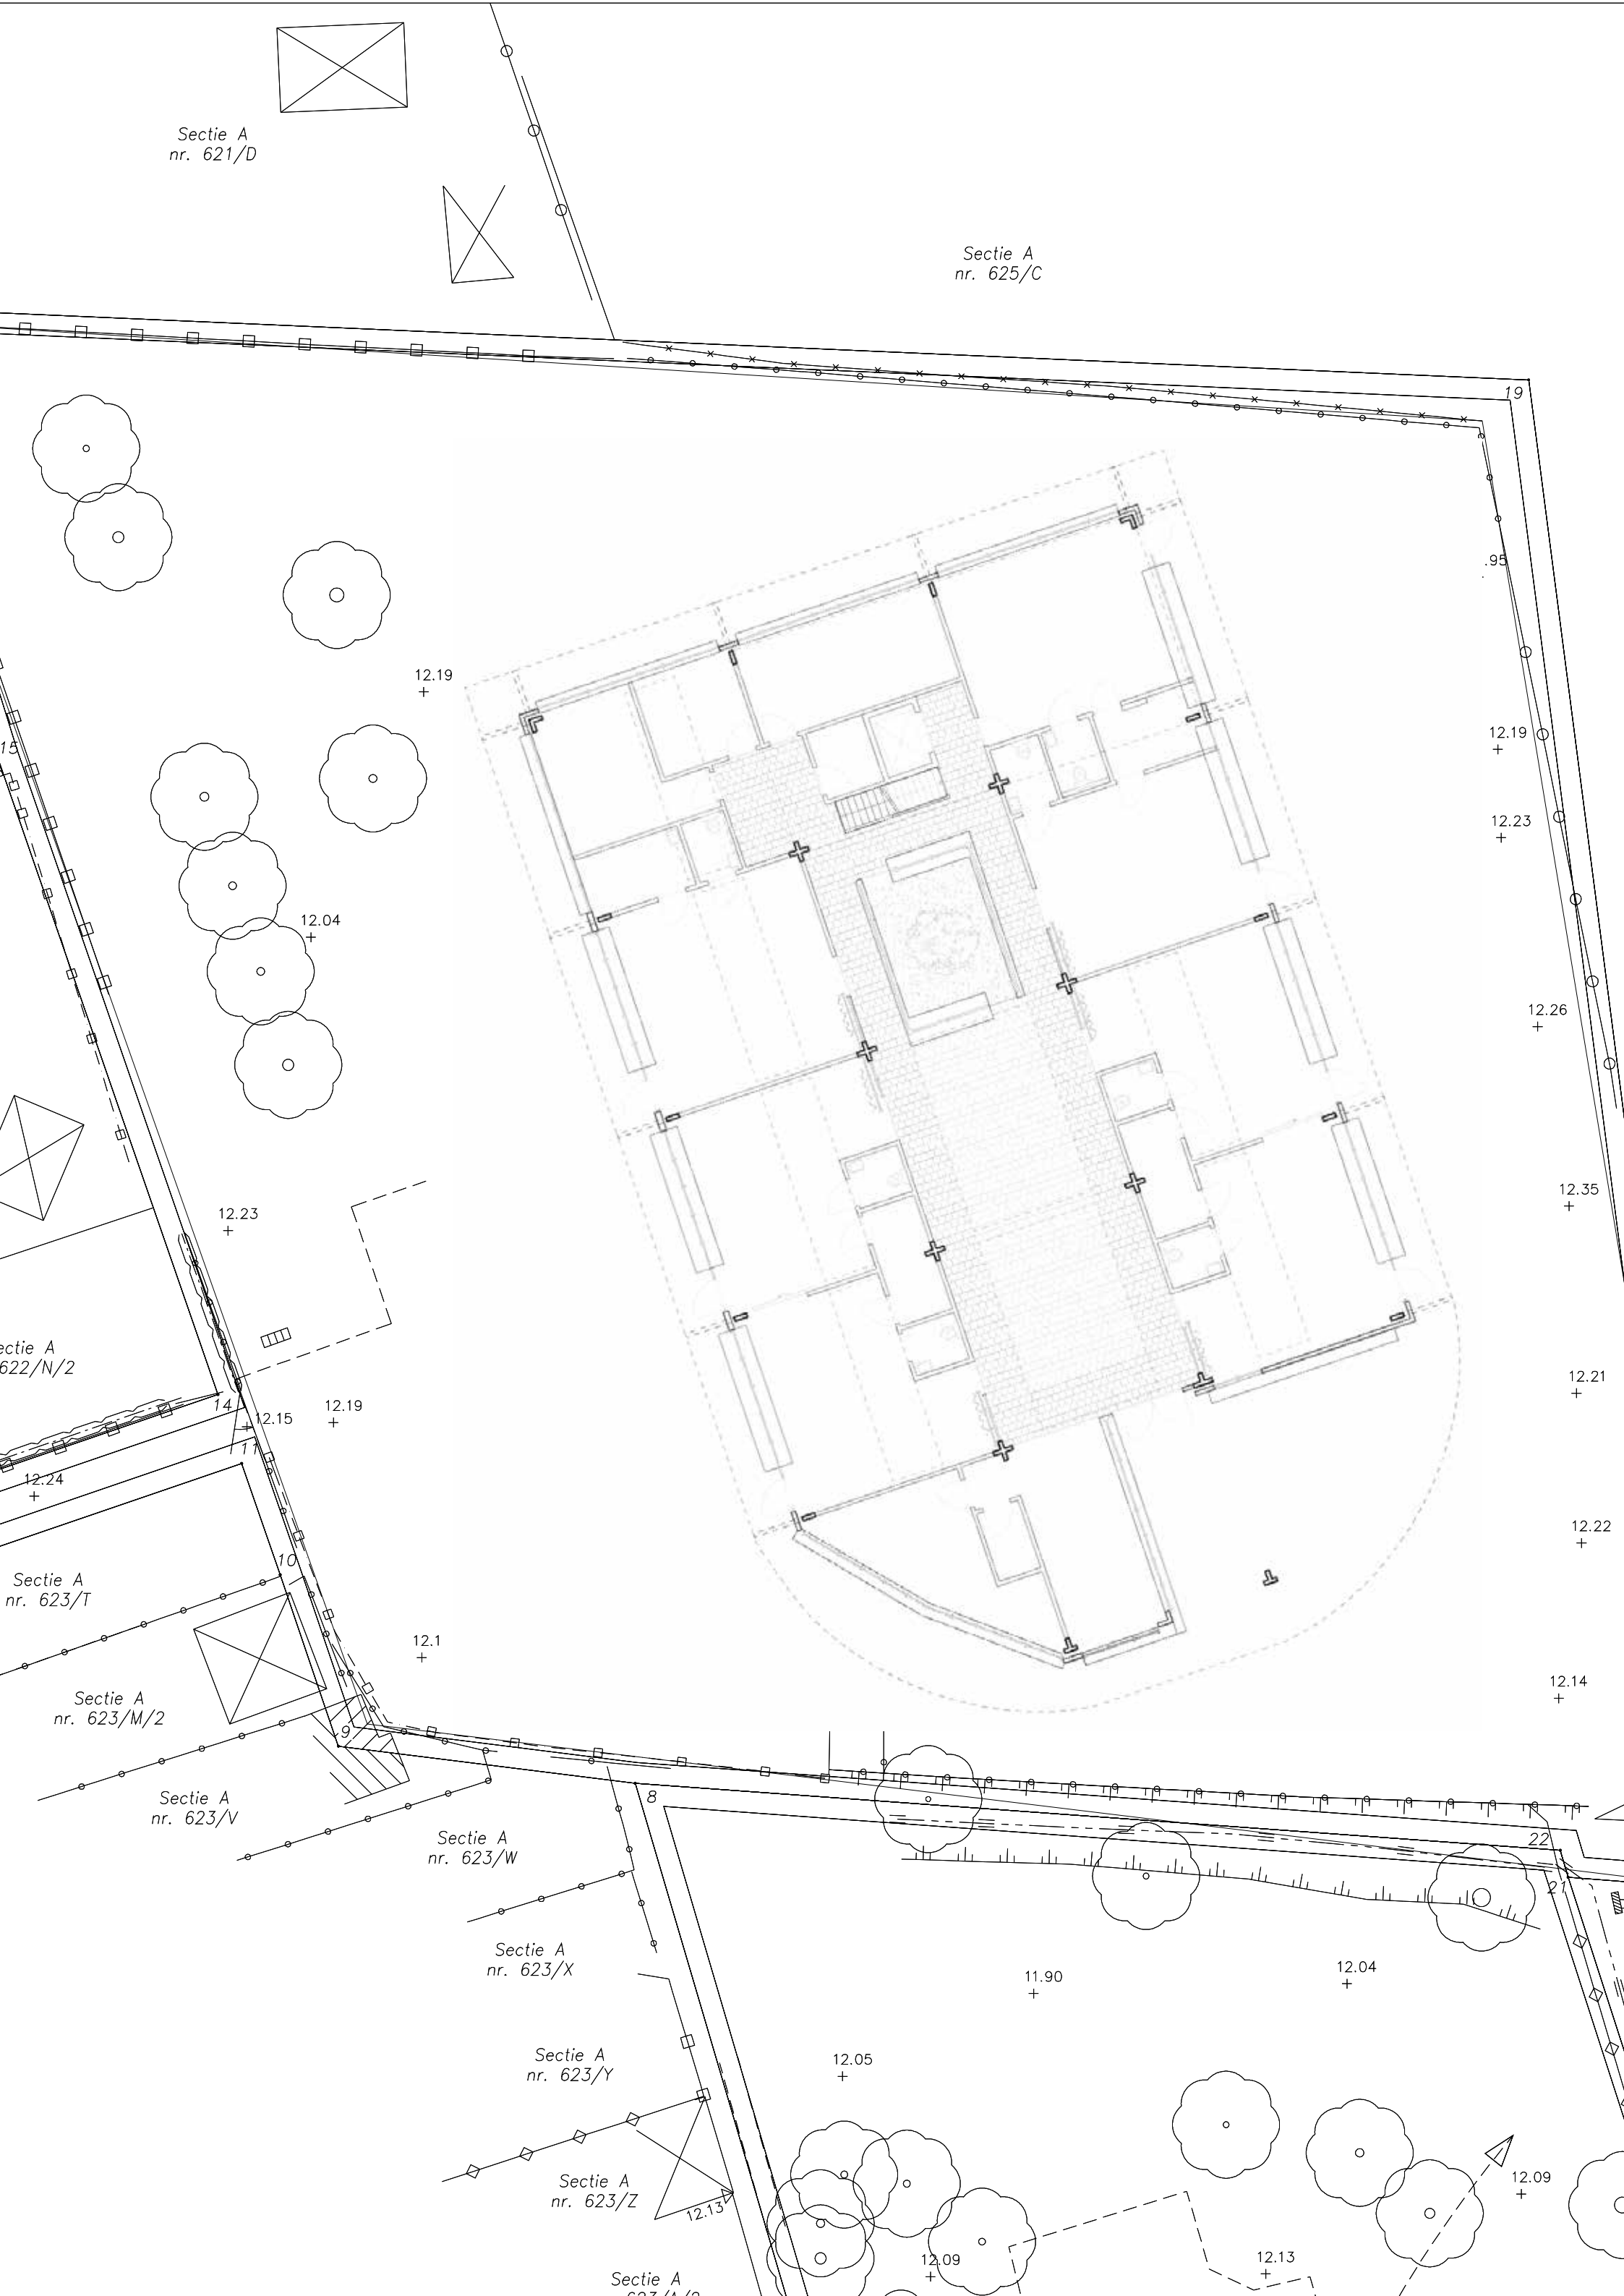 Sectie A
nr. 621/D
Sectie A
nr. 625/C
19
.95
12.19
12.19
15
12.23
12.04
12.26
12.35
12.23
ectie A
622/N/2
12.21
14
12.15
12.19
11
12.24
12.22
10
Sectie A
nr. 623/T
12.1
12.14
Sectie A
nr. 623/M/2
9
Sectie A
nr. 623/V
8
Sectie A
nr. 623/W
22
21
Sectie A
nr. 623/X
11.90
12.04
Sectie A
nr. 623/Y
12.05
Sectie A
nr. 623/Z
12.13
12.09
12.09
12.13
Sectie A